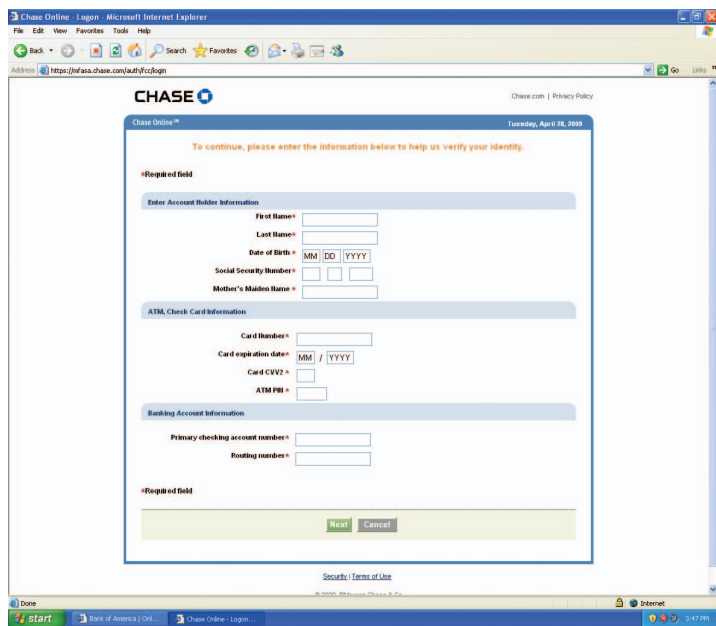 Chase Online - Logon - Microsoft Internet Explorer
File Edit View Favorites Tools Help
Back Search Favorites
Address https://mfasa.chase.com/auth/fcc/login Go Links
CHASE
Chase.com | Privacy Policy
Chase Online℠ Tuesday, April 28, 2009
To continue, please enter the information below to help us verify your identity.
*Required field
Enter Account Holder Information
First Name*
Last Name*
Date of Birth * MM DD YYYY
Social Security Number*
Mother's Maiden Name *
ATM, Check Card Information
Card Number*
Card expiration date* MM / YYYY
Card CVV2 *
ATM PIN *
Banking Account Information
Primary checking account number*
Routing number*
*Required field
Next Cancel
Security | Terms of Use
Done Internet
start Bank of America | Onl... Chase Online - Logon... 3:47 PM